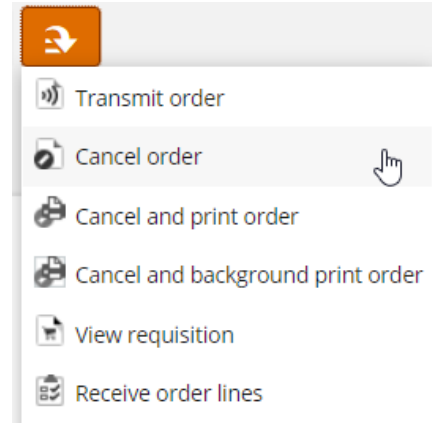 Transmit order
Cancel order
Cancel and print order
Cancel and background print order
View requisition
Receive order lines